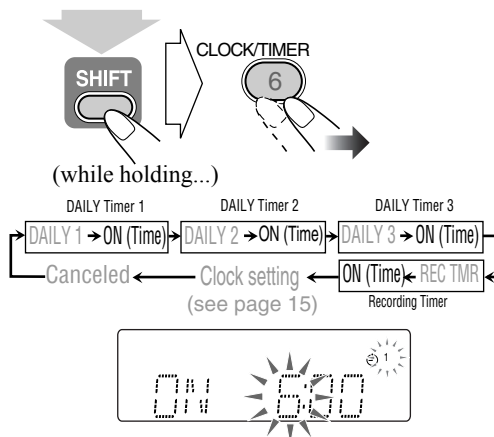 CLOCK/TIMER
SHIFT
6
(while holding...)
DAILY Timer 1 DAILY Timer 2 DAILY Timer 3
DAILY 1 ON (Time) DAILY 2 ON (Time) DAILY 3 ON (Time)
Canceled Clock setting ON (Time) REC TMR
(see page 15) Recording Timer
1
ON 6:30